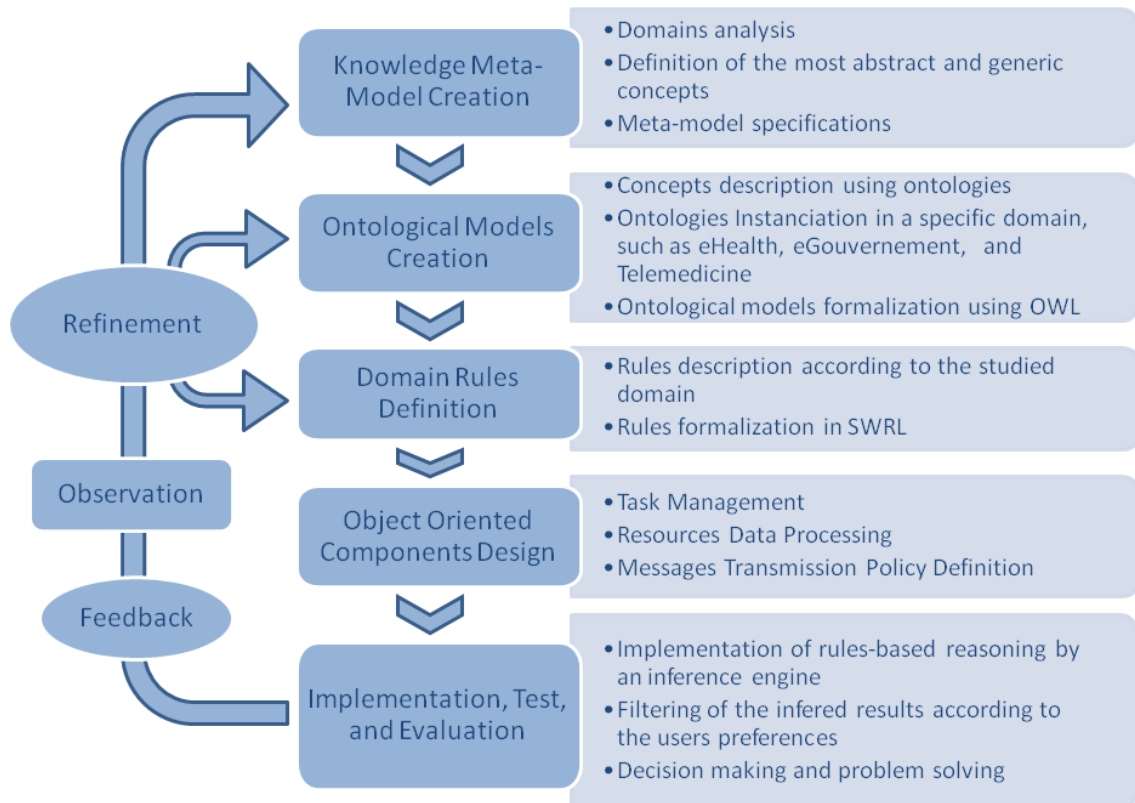 Knowledge Meta-
Model Creation
•Domains analysis
•Definition of the most abstract and generic
concepts
•Meta-model specifications
Ontological Models
Creation
•Concepts description using ontologies
•Ontologies Instanciation in a specific domain,
such as eHealth, eGouvernement, and
Telemedicine
•Ontological models formalization using OWL
Refinement
Domain Rules
Definition
•Rules description according to the studied
domain
•Rules formalization in SWRL
Observation
Object Oriented
Components Design
•Task Management
•Resources Data Processing
•Messages Transmission Policy Definition
Feedback
Implementation, Test,
and Evaluation
•Implementation of rules-based reasoning by
an inference engine
•Filtering of the infered results according to
the users preferences
•Decision making and problem solving